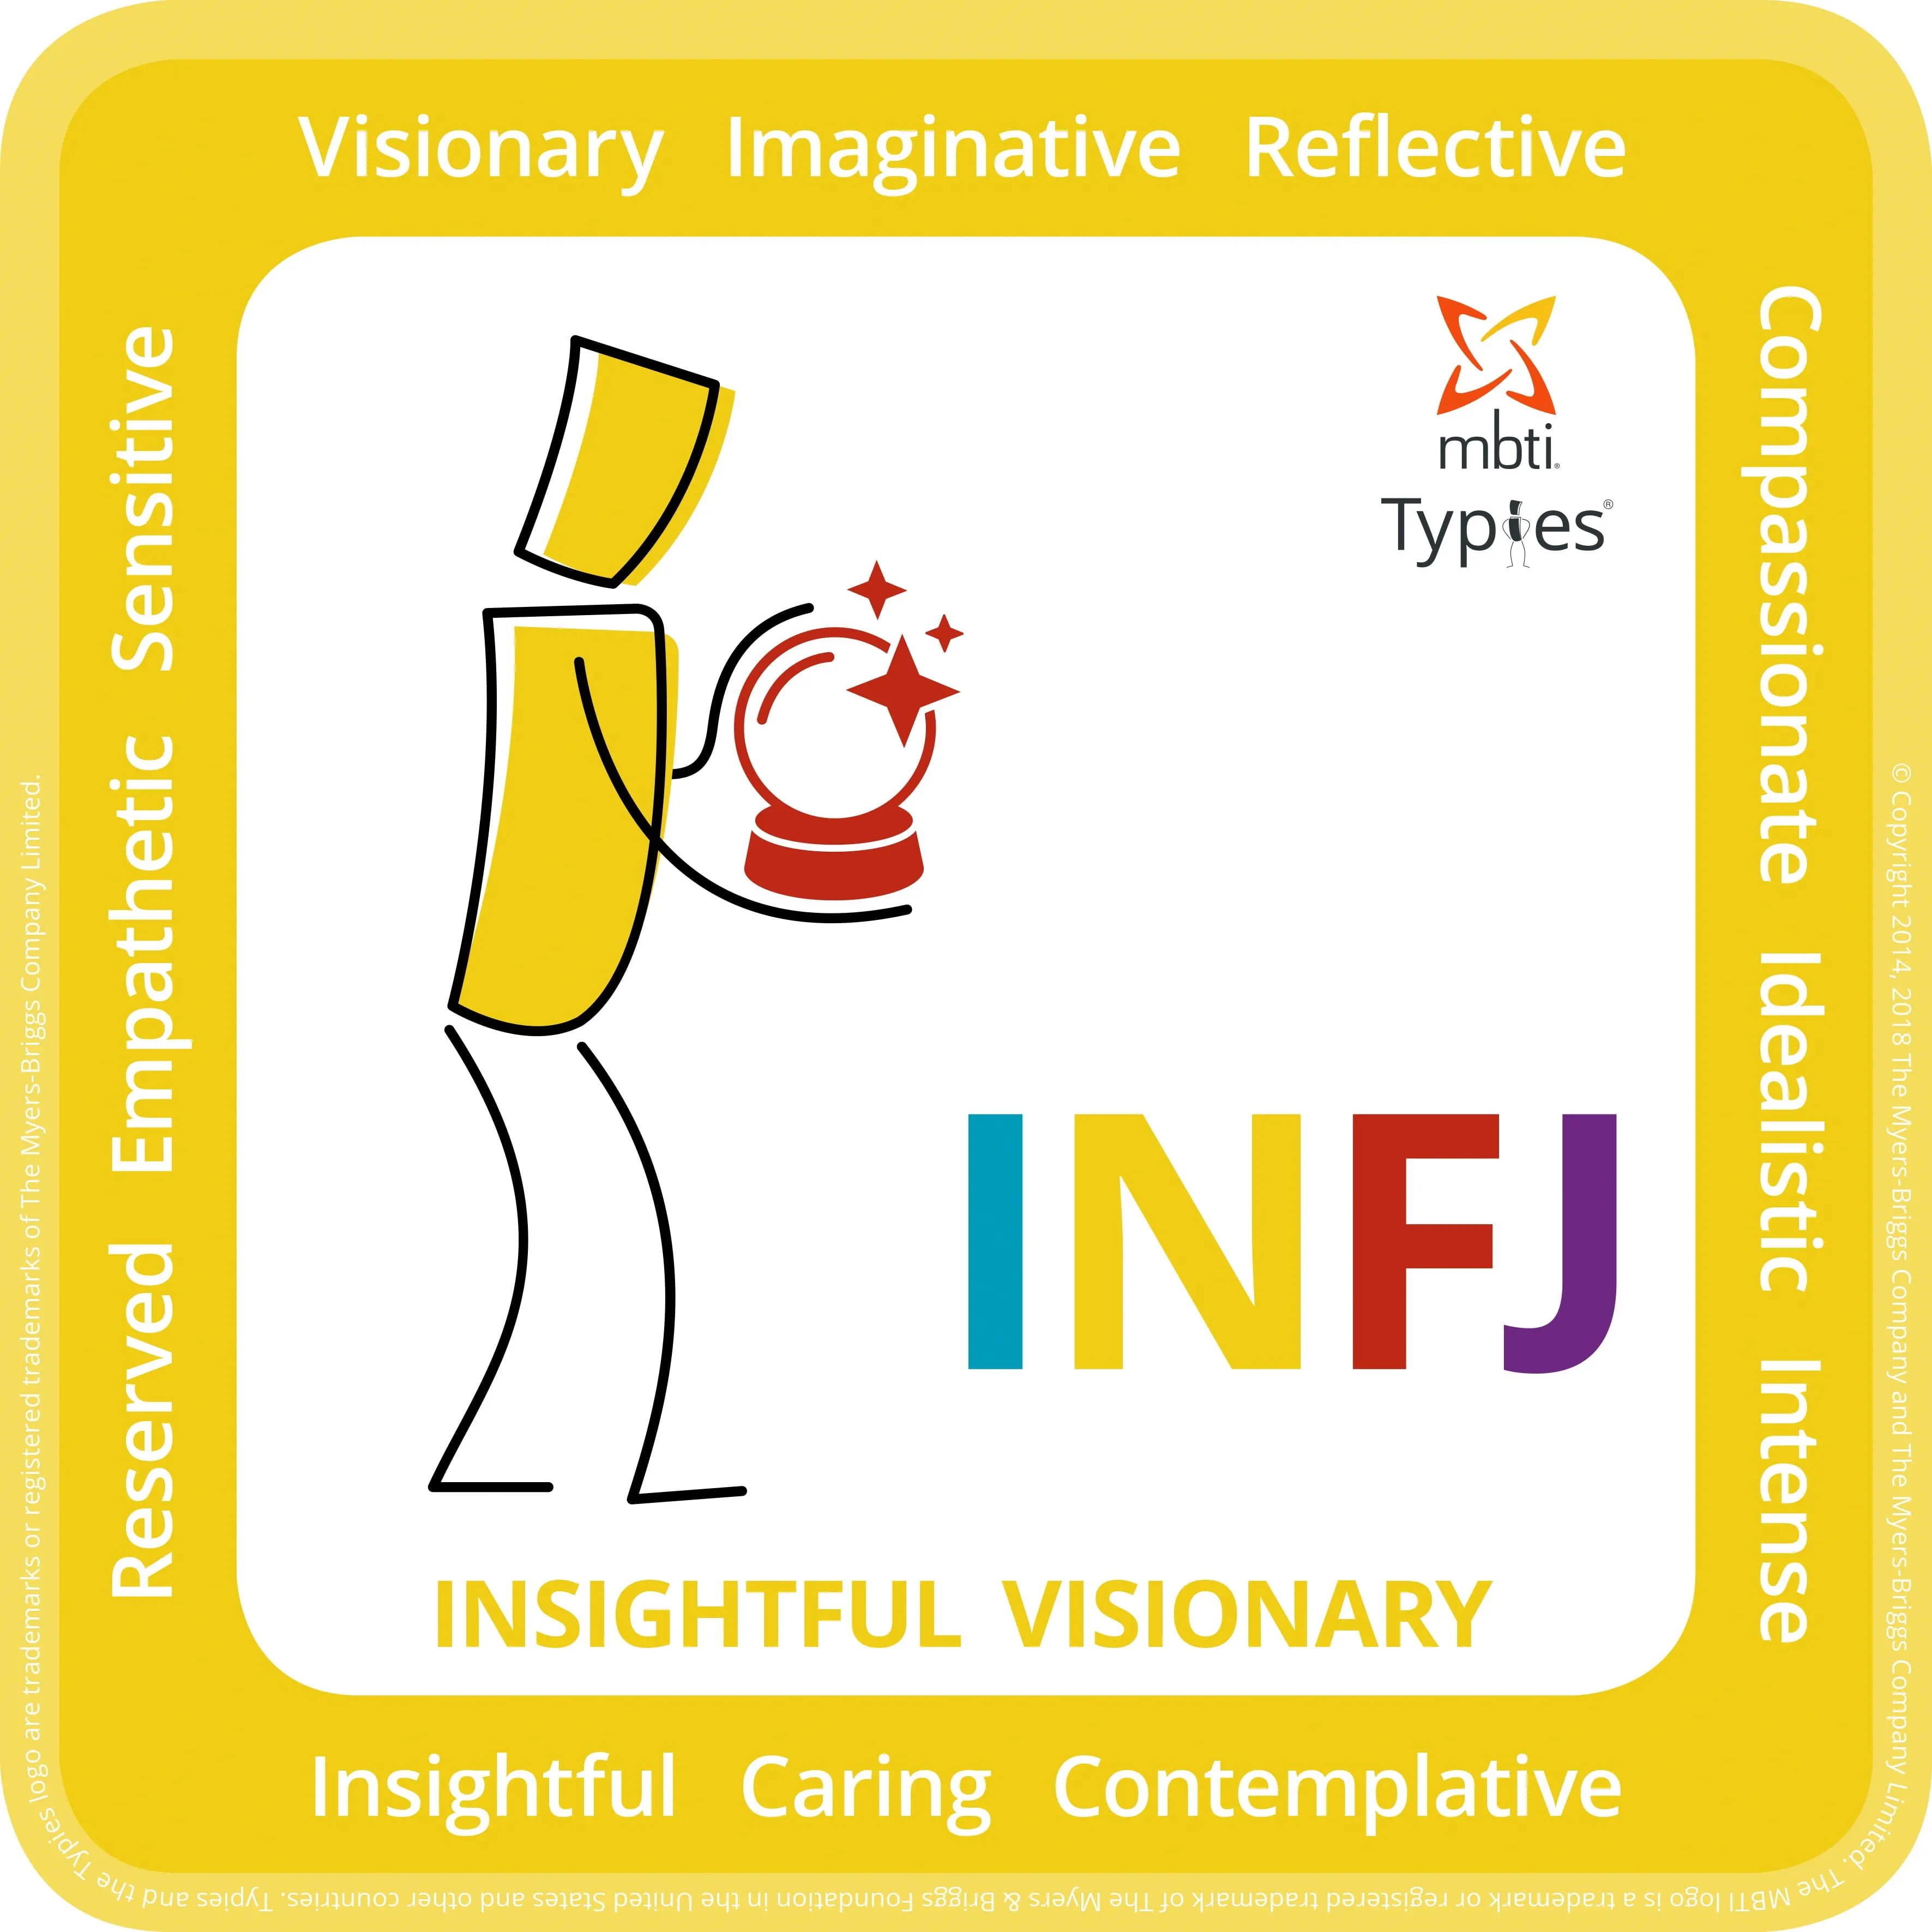 Visionary Imaginative Reflective
Compassionate Idealistic Intense
Insightful Caring Contemplative
Reserved Empathetic Sensitive
mbti®
Typies®
INFJ
INSIGHTFUL VISIONARY
© Copyright 2014, 2018 The Myers-Briggs Company and The Myers-Briggs Company Limited. The MBTI logo is a trademark or registered trademark of The Myers & Briggs Foundation in the United States and other countries. Typies and the Typies logo are trademarks or registered trademarks of The Myers-Briggs Company Limited.